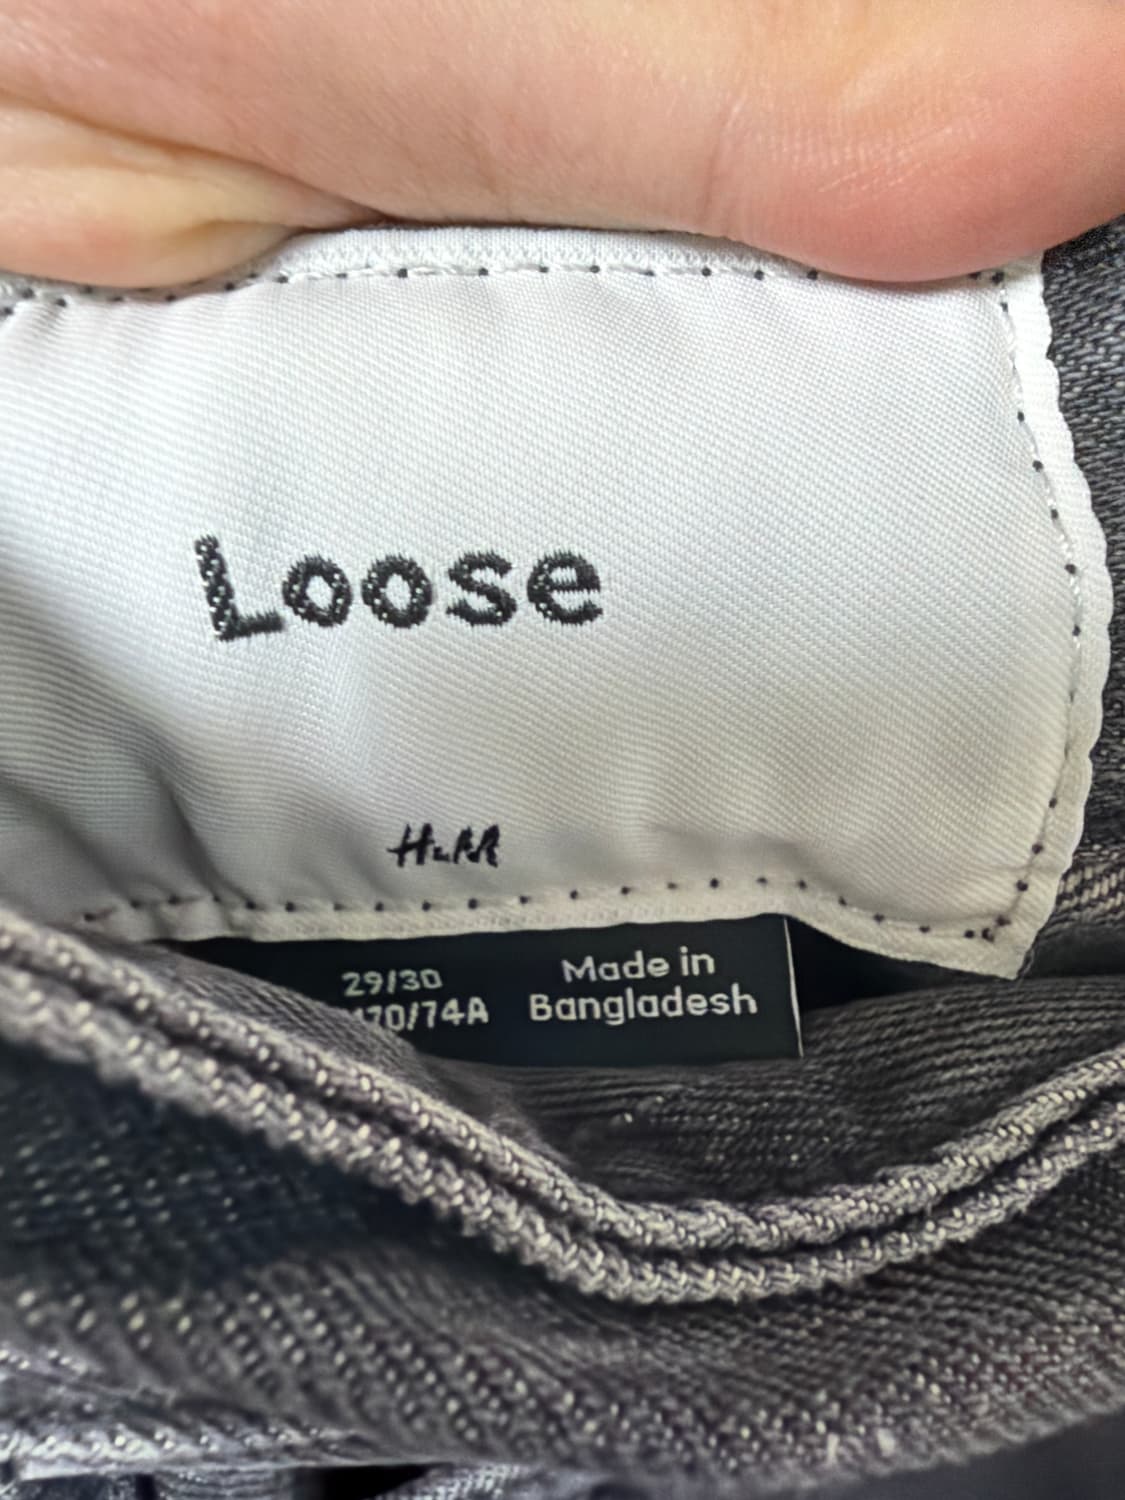 Loose
H&M
29/30
170/74A
Made in
Bangladesh